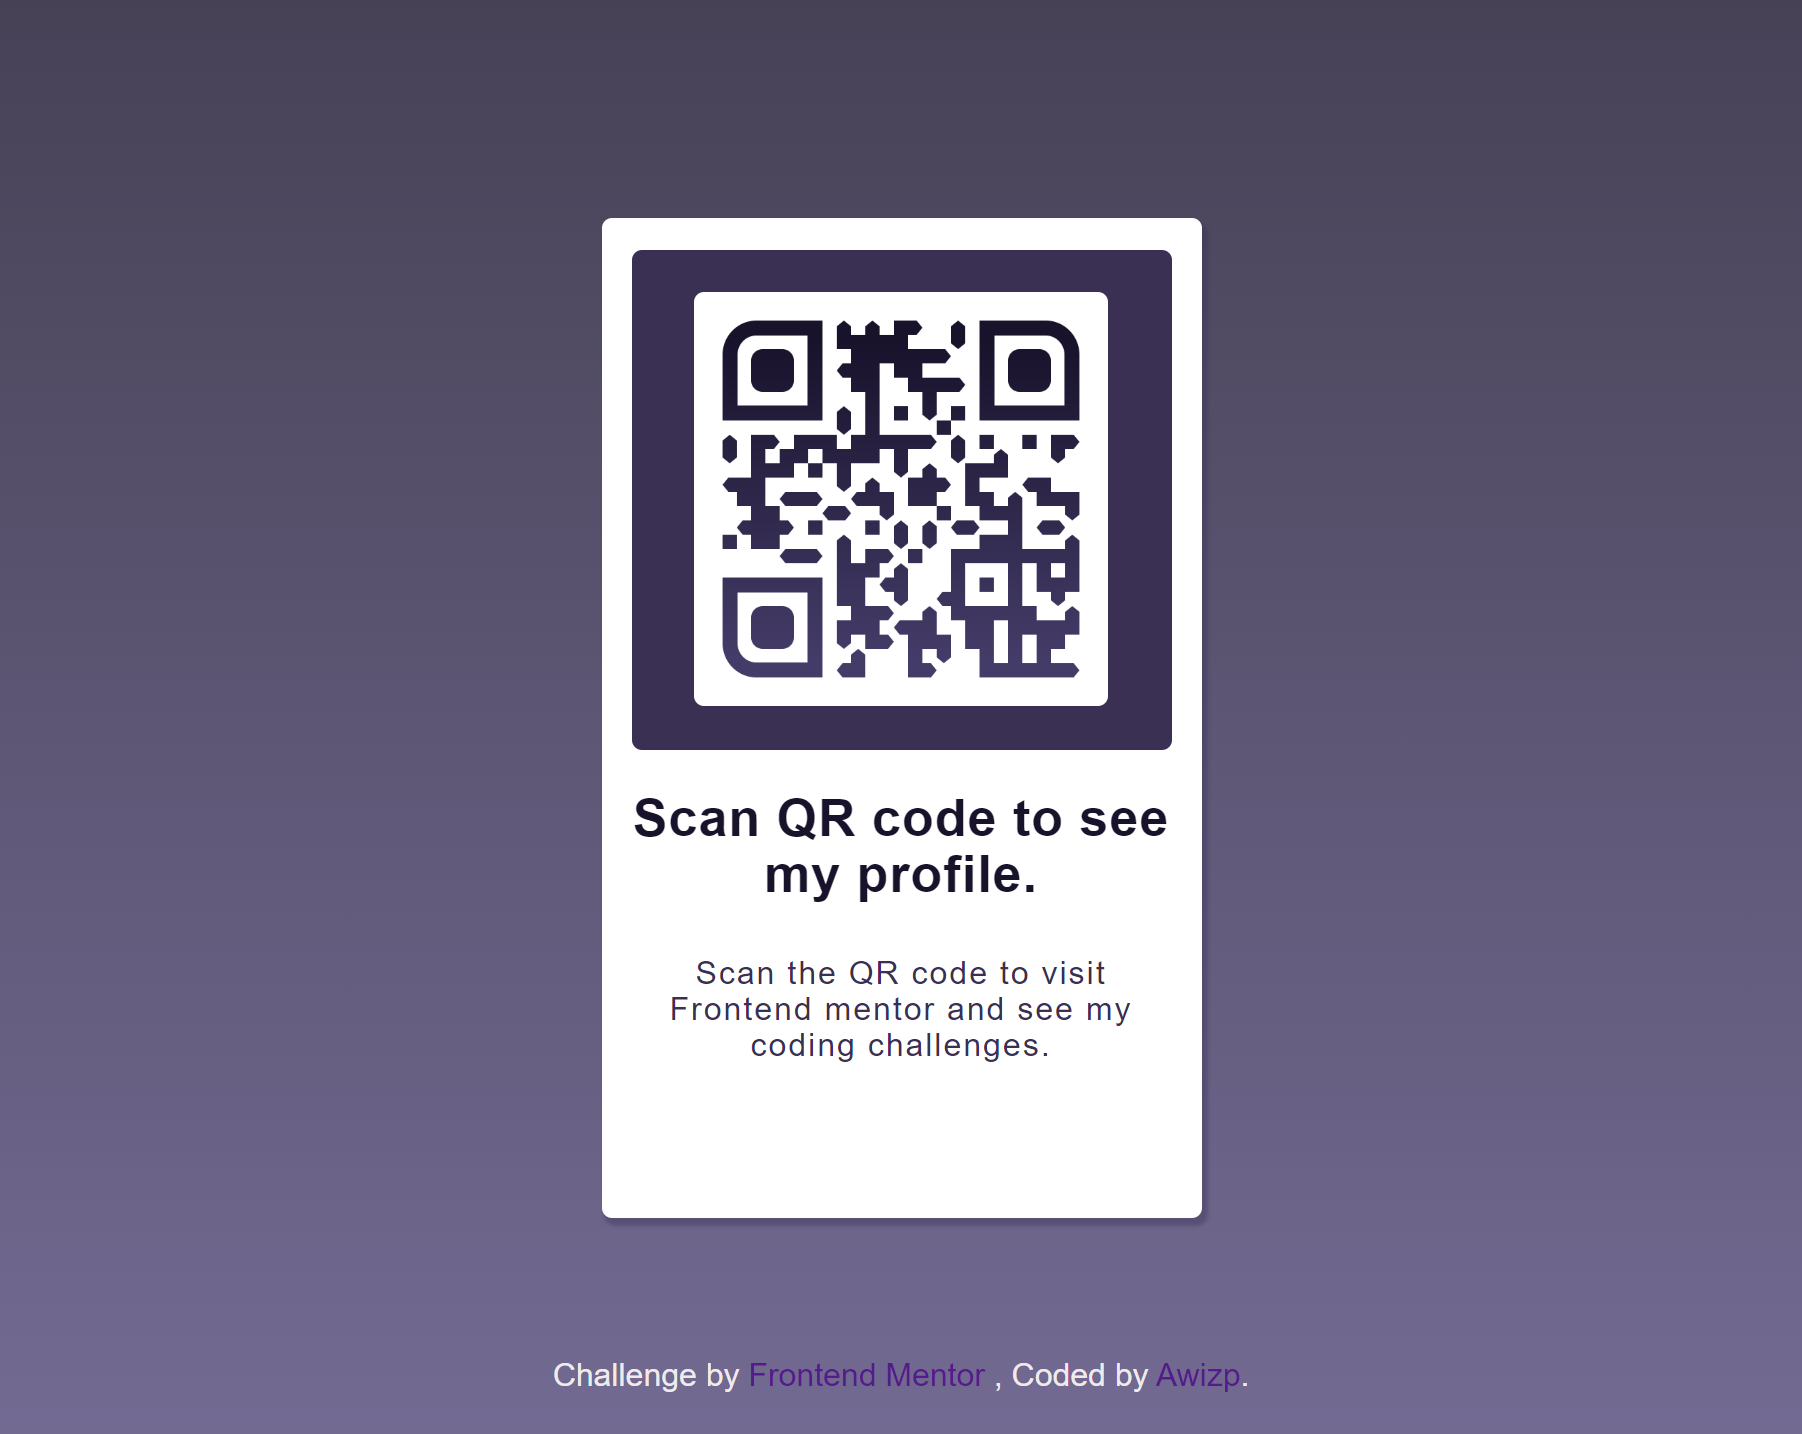 Scan QR code to see
my profile.
Scan the QR code to visit
Frontend mentor and see my
coding challenges.
Challenge by Frontend Mentor , Coded by Awizp.